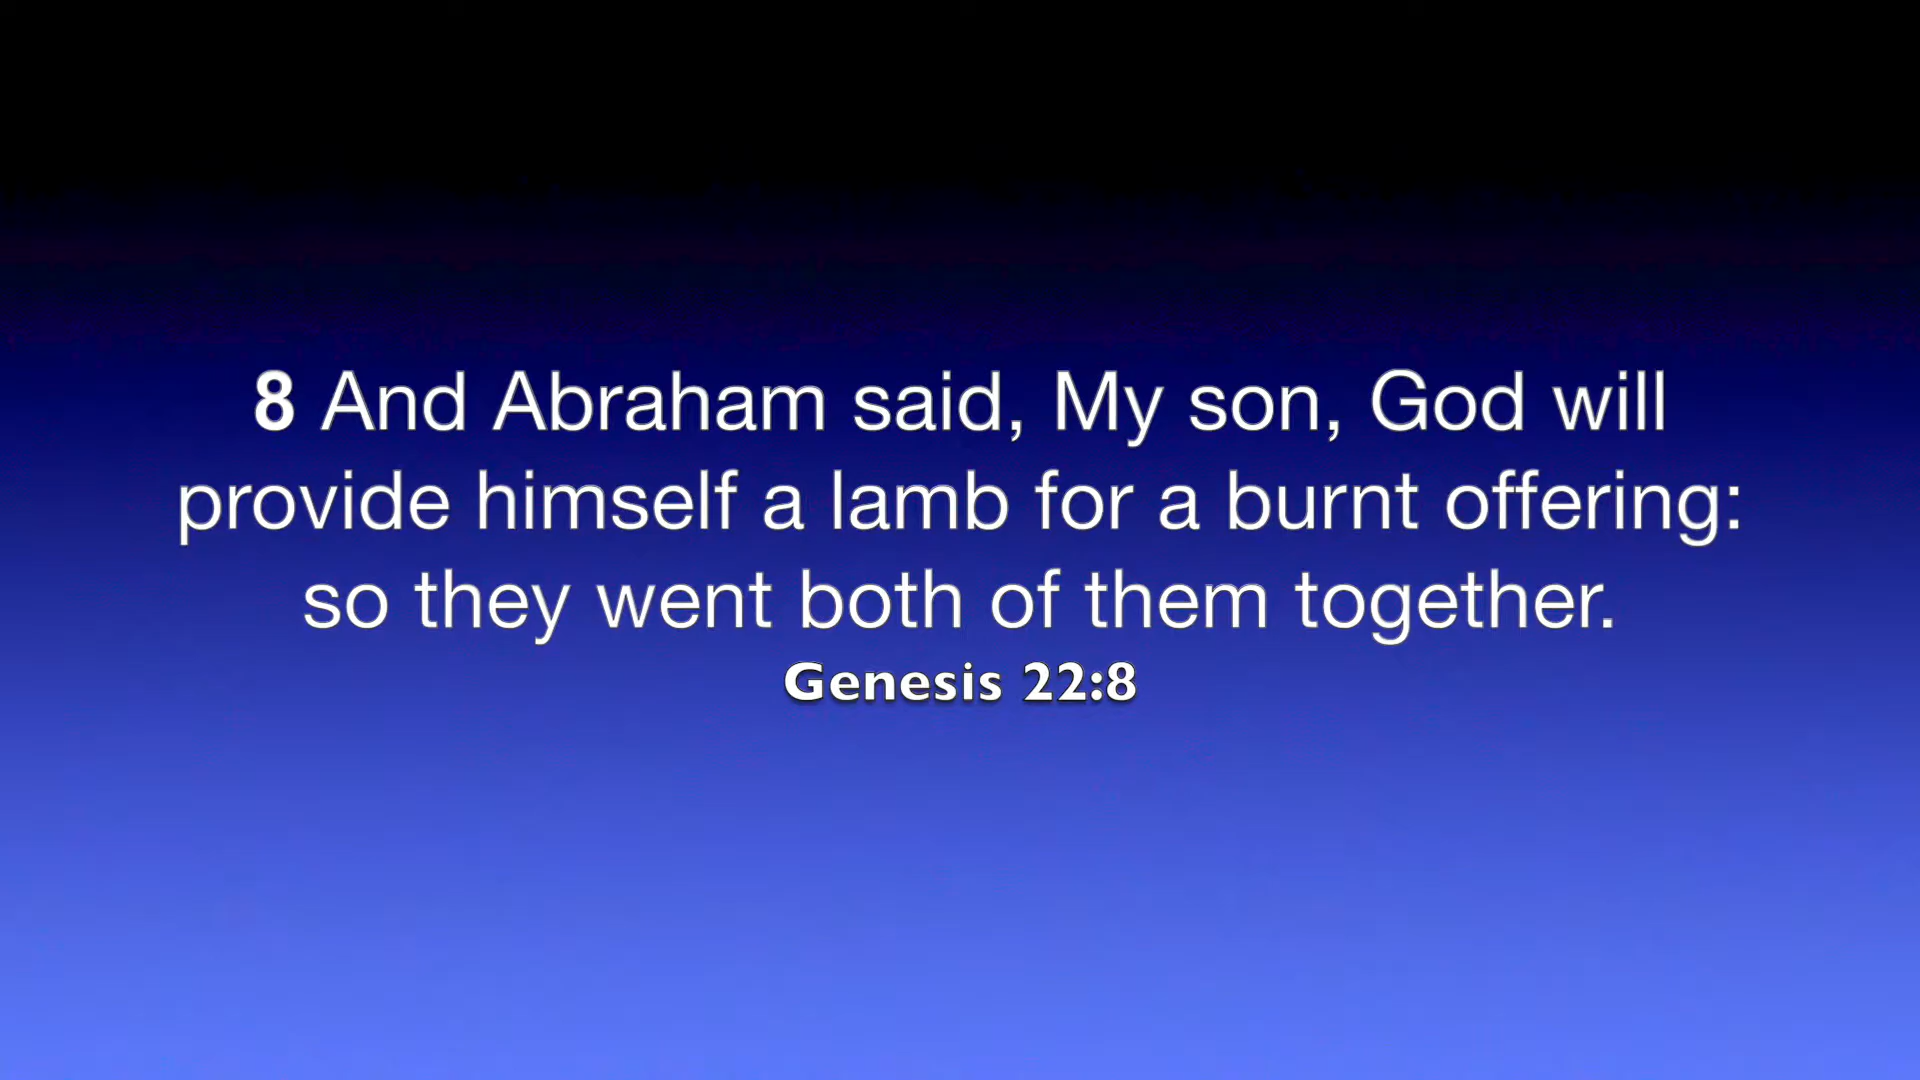 8 And Abraham said, My son, God will
provide himself a lamb for a burnt offering:
so they went both of them together.
Genesis 22:8